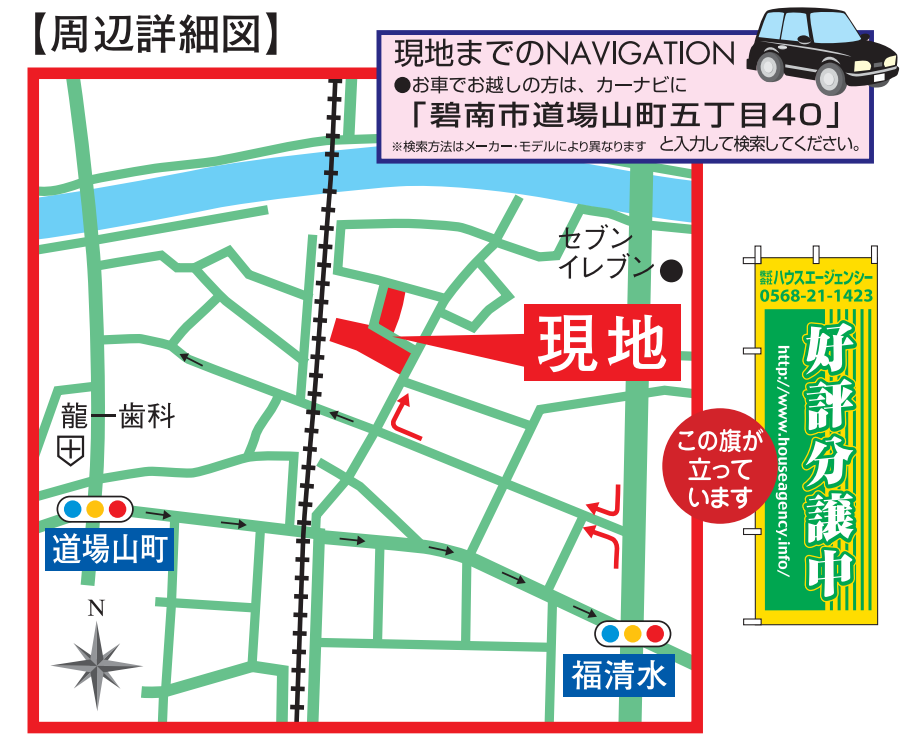 【周辺詳細図】
現地までのNAVIGATION
●お車でお越しの方は、カーナビに
「碧南市道場山町五丁目40」
※検索方法はメーカー・モデルにより異なります と入力して検索してください。
セブン
イレブン
現地
龍一歯科
道場山町
N
福清水
この旗が
立って
います
株式会社ハウスエージェンシー
0568-21-1423
好評分譲中
http://www.houseagency.info/